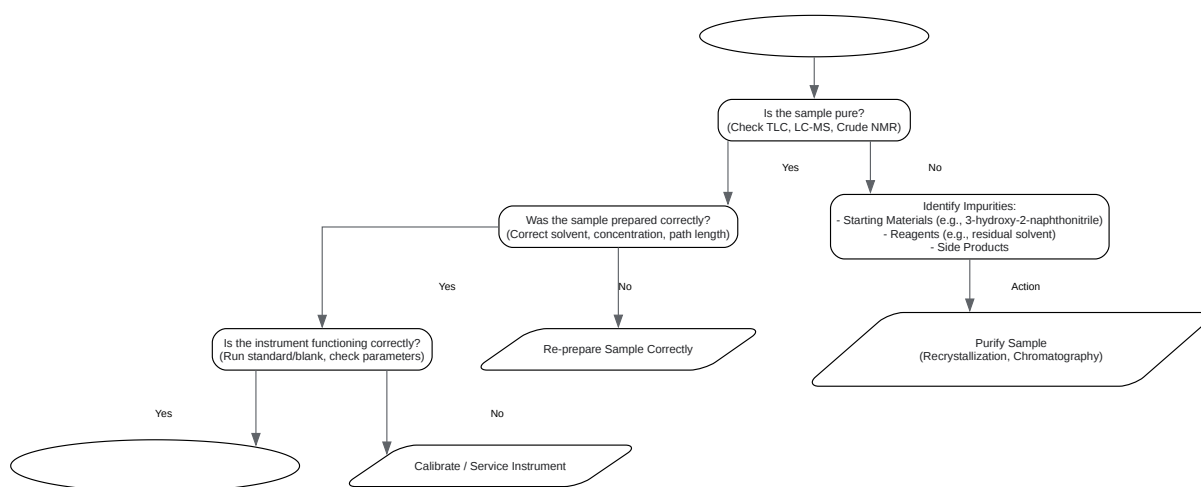 Is the sample pure?
(Check TLC, LC-MS, Crude NMR)
Yes
No
Identify Impurities:
- Starting Materials (e.g., 3-hydroxy-2-naphthonitrile)
- Reagents (e.g., residual solvent)
- Side Products
Was the sample prepared correctly?
(Correct solvent, concentration, path length)
Yes
No
Action
Is the instrument functioning correctly?
(Run standard/blank, check parameters)
Re-prepare Sample Correctly
Purify Sample
(Recrystallization, Chromatography)
Yes
No
Calibrate / Service Instrument